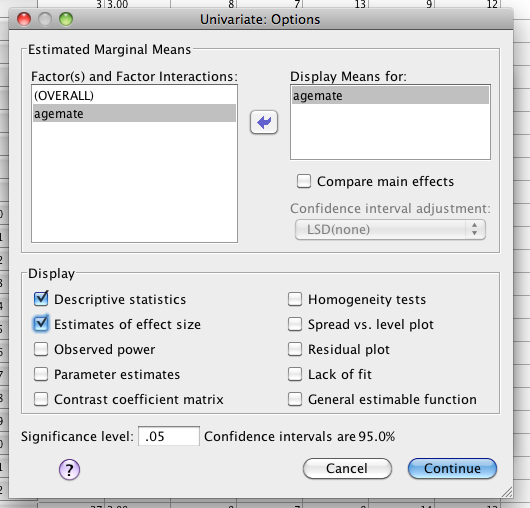 3 3.00 8 7 13 9 12
Univariate: Options
Estimated Marginal Means
Factor(s) and Factor Interactions:
(OVERALL)
agemate
Display Means for:
agemate
Compare main effects
Confidence interval adjustment:
LSD(none)
Display
Descriptive statistics
Homogeneity tests
Estimates of effect size
Spread vs. level plot
Observed power
Residual plot
Parameter estimates
Lack of fit
Contrast coefficient matrix
General estimable function
Significance level: .05 Confidence intervals are 95.0%
?
Cancel
Continue